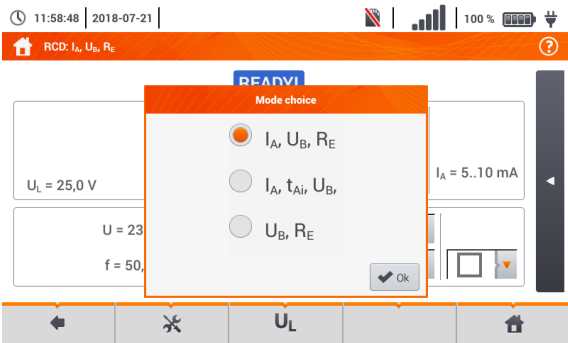 11:58:48 2018-07-21 100 %
RCD: IA, UB, RE ?
READY!
Mode choice
IA, UB, RE
IA, tAi, UB,
UB, RE
UL = 25,0 V
IA = 5..10 mA
U = 23
f = 50,
Ok
UL